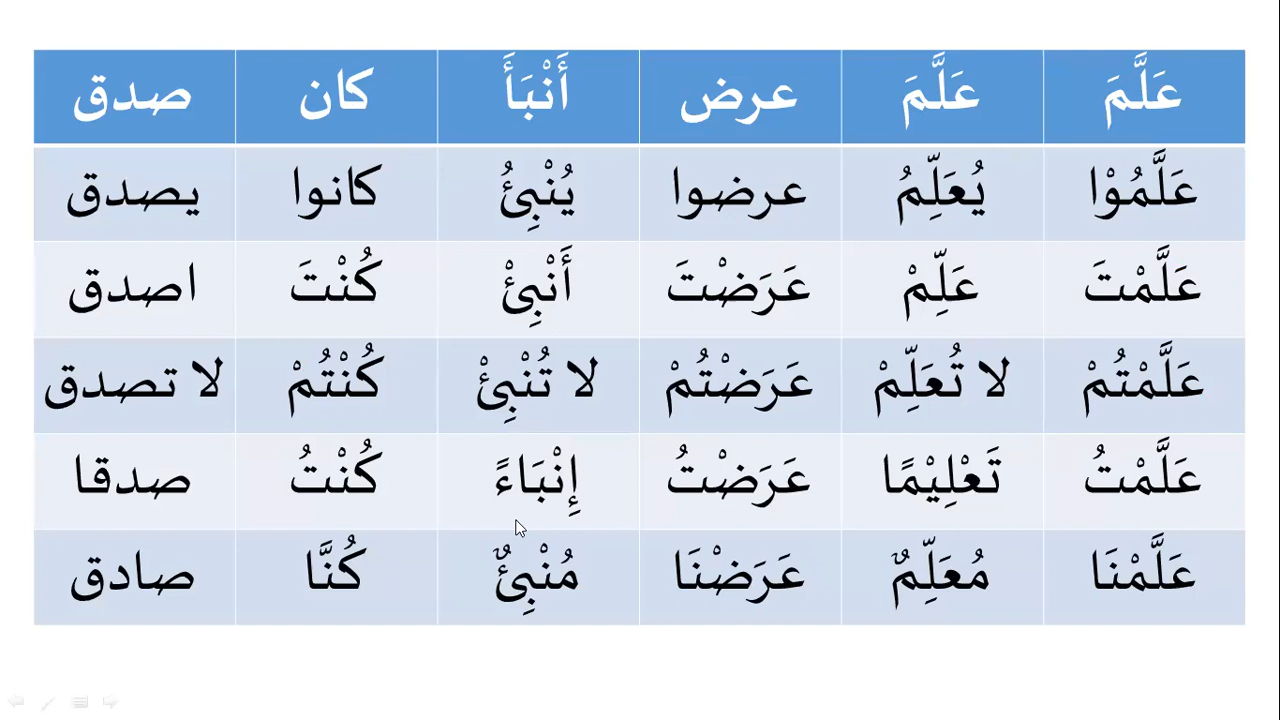 عَلَّمَ عَلَّمَ عرض أَنْبَأَ كان صدق
عَلَّمُوْا يُعَلِّمُ عرضوا يُنْبِئُ كانوا يصدق
عَلَّمْتَ عَلِّمْ عَرَضْتَ أَنْبِئْ كُنْتَ اصدق
عَلَّمْتُمْ لا تُعَلِّمْ عَرَضْتُمْ لا تُنْبِئْ كُنْتُمْ لا تصدق
عَلَّمْتُ تَعْلِيْمًا عَرَضْتُ إِنْبَاءً كُنْتُ صدقا
عَلَّمْنَا مُعَلِّمٌ عَرَضْنَا مُنْبِئٌ كُنَّا صادق